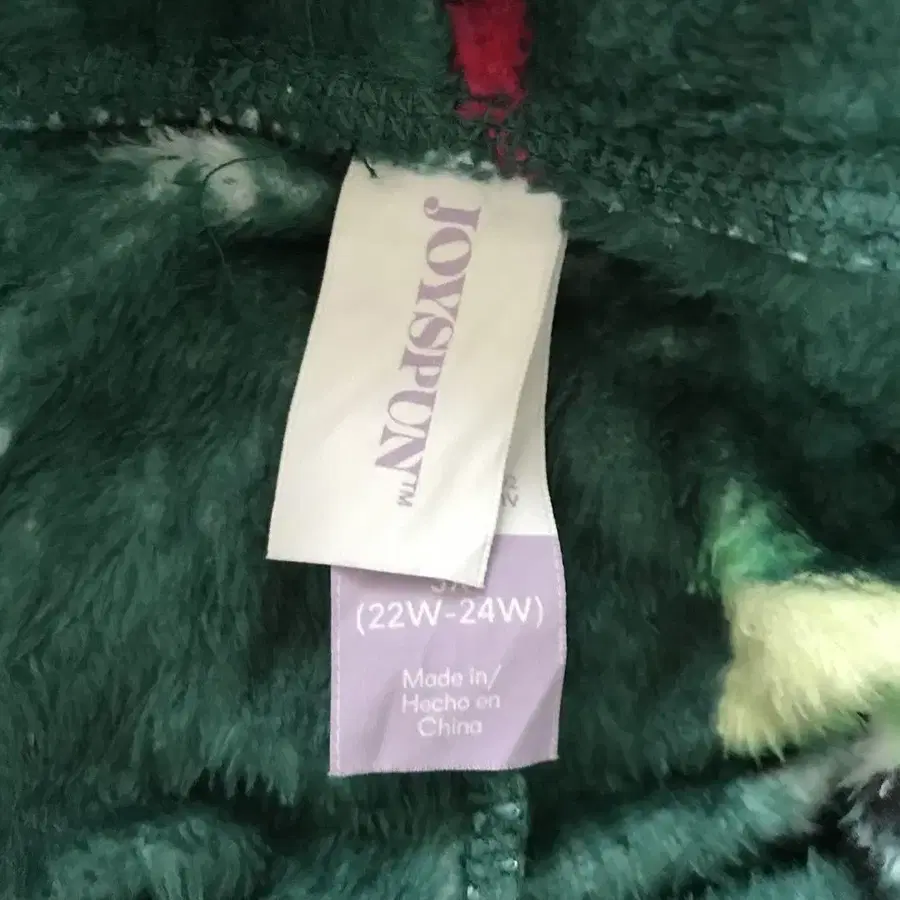 JOYSPUN™
(22W-24W)
Made in/
Hecho en
China